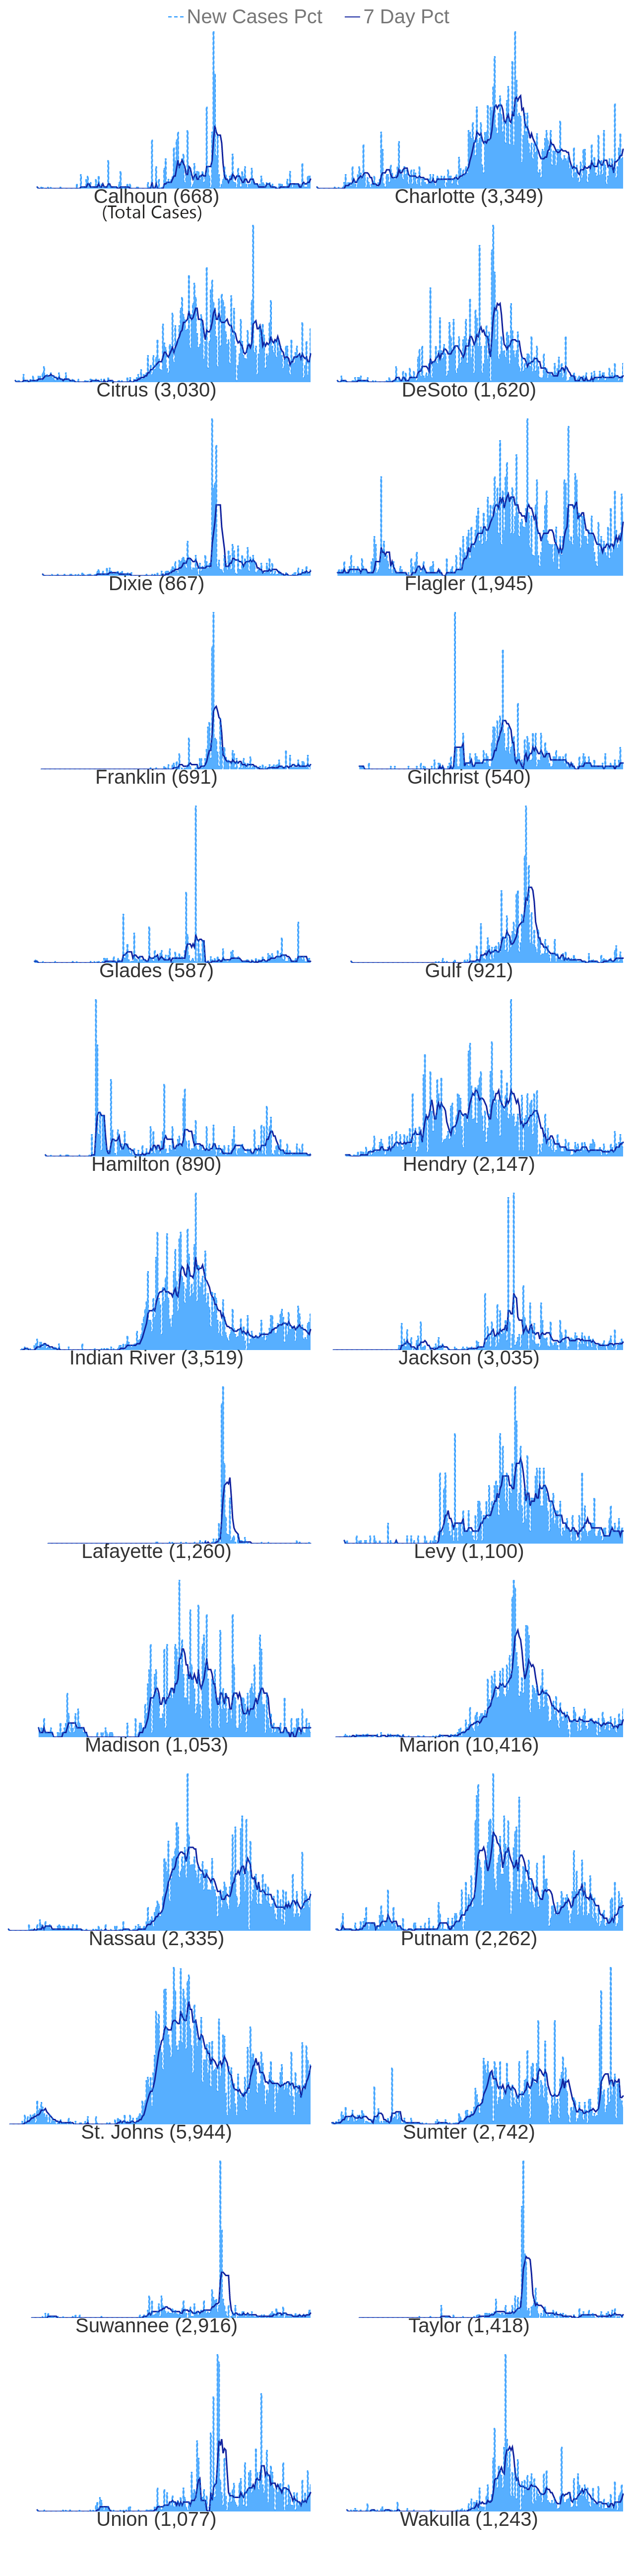 New Cases Pct 7 Day Pct
Calhoun (668) Charlotte (3,349)
(Total Cases)
Citrus (3,030) DeSoto (1,620)
Dixie (867) Flagler (1,945)
Franklin (691) Gilchrist (540)
Glades (587) Gulf (921)
Hamilton (890) Hendry (2,147)
Indian River (3,519) Jackson (3,035)
Lafayette (1,260) Levy (1,100)
Madison (1,053) Marion (10,416)
Nassau (2,335) Putnam (2,262)
St. Johns (5,944) Sumter (2,742)
Suwannee (2,916) Taylor (1,418)
Union (1,077) Wakulla (1,243)